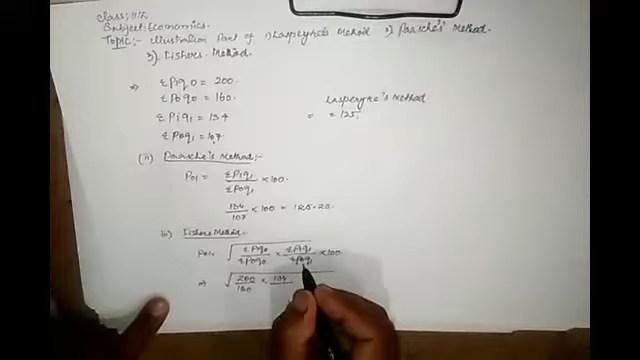 Class: 11th
Subject: Economics.
Topic:- illustration Part of 1) Laspeyre's Method 2) Paasche's Method.
3). Fishers Method.
⇒ ΣP1q0 = 200.
ΣP0q0 = 160.
Laspeyre's Method
ΣP1q1 = 134
= = 125.
ΣP0q1 = 107.
(ii) Paasche's Method:-
P01 = ΣP1q1 / ΣP0q1 × 100.
134 / 107 × 100 = 125.23.
iii) Fishers Method.
P01 = √ ΣP1q0 / ΣP0q0 × ΣP1q1 / ΣP0q1 × 100
⇒ √ 200 / 160 × 134